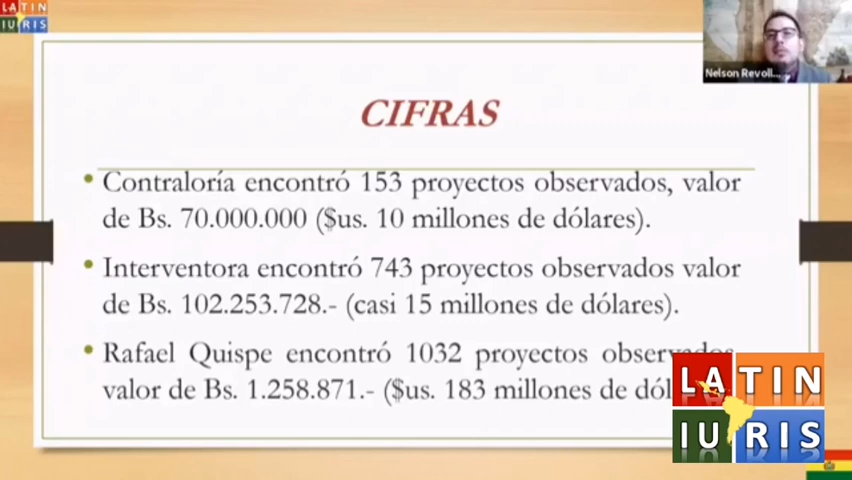 LATIN
IURIS
Nelson Revoll...
CIFRAS
• Contraloría encontró 153 proyectos observados, valor
de Bs. 70.000.000 ($us. 10 millones de dólares).
• Interventora encontró 743 proyectos observados valor
de Bs. 102.253.728.- (casi 15 millones de dólares).
• Rafael Quispe encontró 1032 proyectos
valor de Bs. 1.258.871.- ($us. 183 millones de
LATIN
IURIS